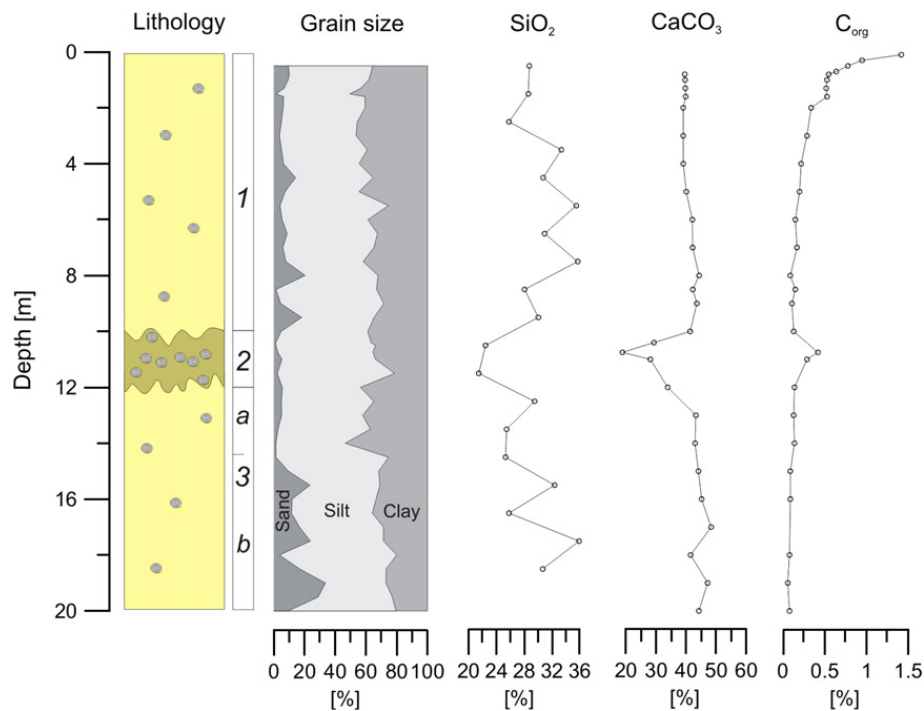 Lithology Grain size SiO₂ CaCO₃ C_org
Depth [m]
0
4
8
12
16
20
1
2
a
3
b
Sand Silt Clay
0 20 40 60 80 100
[%]
20 24 28 32 36
[%]
20 30 40 50 60
[%]
0 0.5 1 1.5
[%]